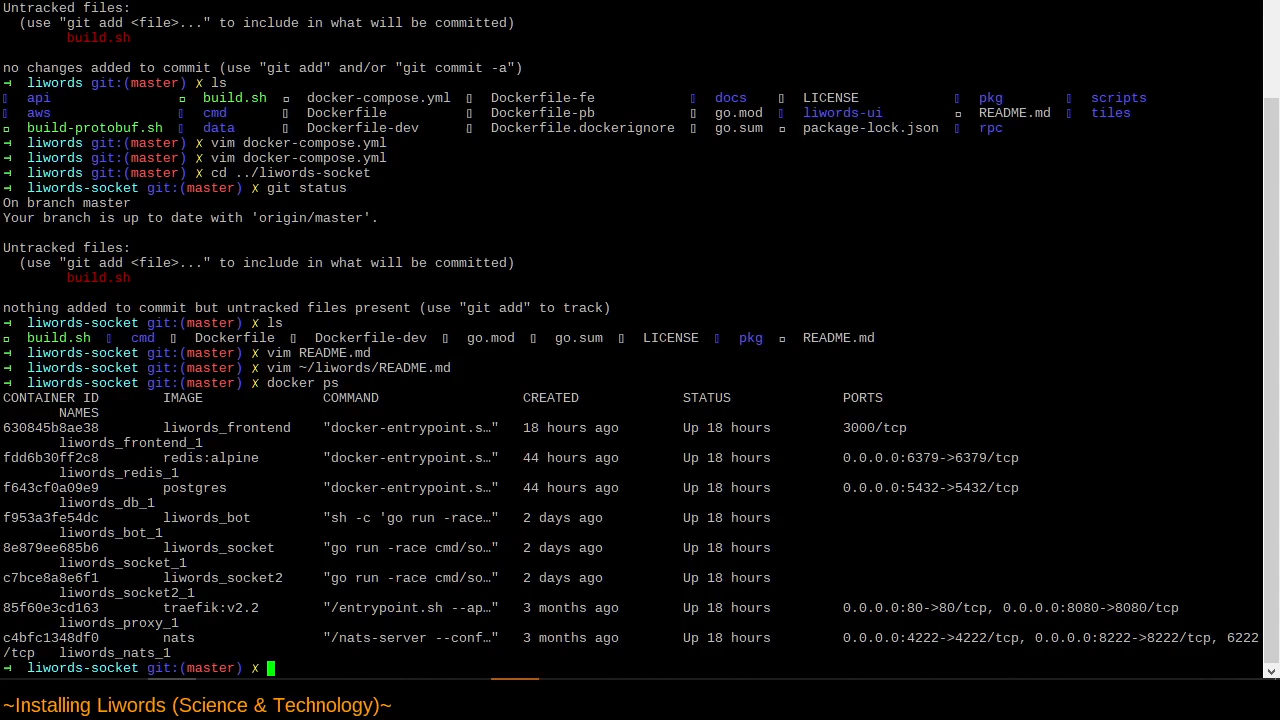 Untracked files:
  (use "git add <file>..." to include in what will be committed)
        build.sh
no changes added to commit (use "git add" and/or "git commit -a")
liwords git:(master) ✗ ls
api build.sh docker-compose.yml Dockerfile-fe docs LICENSE pkg scripts
aws cmd Dockerfile Dockerfile-pb go.mod liwords-ui README.md tiles
build-protobuf.sh data Dockerfile-dev Dockerfile.dockerignore go.sum package-lock.json rpc
liwords git:(master) ✗ vim docker-compose.yml
liwords git:(master) ✗ vim docker-compose.yml
liwords git:(master) ✗ cd ../liwords-socket
liwords-socket git:(master) ✗ git status
On branch master
Your branch is up to date with 'origin/master'.
Untracked files:
  (use "git add <file>..." to include in what will be committed)
        build.sh
nothing added to commit but untracked files present (use "git add" to track)
liwords-socket git:(master) ✗ ls
build.sh cmd Dockerfile Dockerfile-dev go.mod go.sum LICENSE pkg README.md
liwords-socket git:(master) ✗ vim README.md
liwords-socket git:(master) ✗ vim ~/liwords/README.md
liwords-socket git:(master) ✗ docker ps
CONTAINER ID IMAGE COMMAND CREATED STATUS PORTS
NAMES
630845b8ae38 liwords_frontend "docker-entrypoint.s…" 18 hours ago Up 18 hours 3000/tcp
liwords_frontend_1
fdd6b30ff2c8 redis:alpine "docker-entrypoint.s…" 44 hours ago Up 18 hours 0.0.0.0:6379->6379/tcp
liwords_redis_1
f643cf0a09e9 postgres "docker-entrypoint.s…" 44 hours ago Up 18 hours 0.0.0.0:5432->5432/tcp
liwords_db_1
f953a3fe54dc liwords_bot "sh -c 'go run -race…" 2 days ago Up 18 hours
liwords_bot_1
8e879ee685b6 liwords_socket "go run -race cmd/so…" 2 days ago Up 18 hours
liwords_socket_1
c7bce8a8e6f1 liwords_socket2 "go run -race cmd/so…" 2 days ago Up 18 hours
liwords_socket2_1
85f60e3cd163 traefik:v2.2 "/entrypoint.sh --ap…" 3 months ago Up 18 hours 0.0.0.0:80->80/tcp, 0.0.0.0:8080->8080/tcp
liwords_proxy_1
c4bfc1348df0 nats "/nats-server --conf…" 3 months ago Up 18 hours 0.0.0.0:4222->4222/tcp, 0.0.0.0:8222->8222/tcp, 6222
/tcp liwords_nats_1
liwords-socket git:(master) ✗
~Installing Liwords (Science & Technology)~